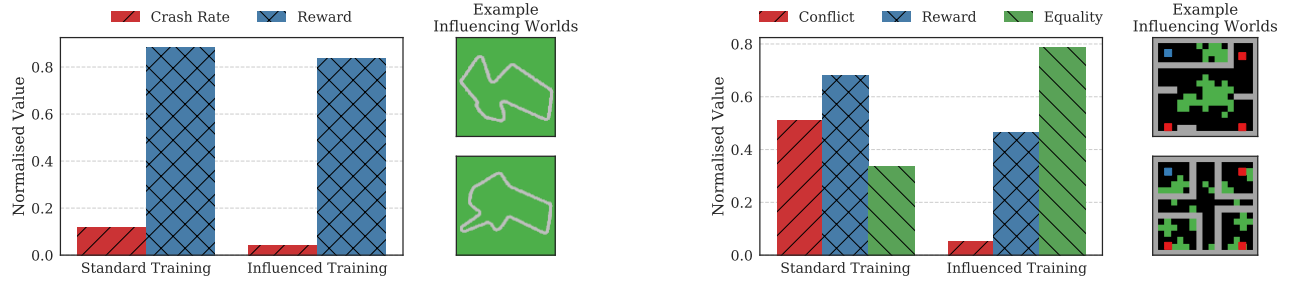 Crash Rate
Reward
Example
Influencing Worlds
Normalised Value
0.8
0.6
0.4
0.2
0.0
Standard Training
Influenced Training
Conflict
Reward
Equality
Example
Influencing Worlds
Normalised Value
0.8
0.6
0.4
0.2
0.0
Standard Training
Influenced Training